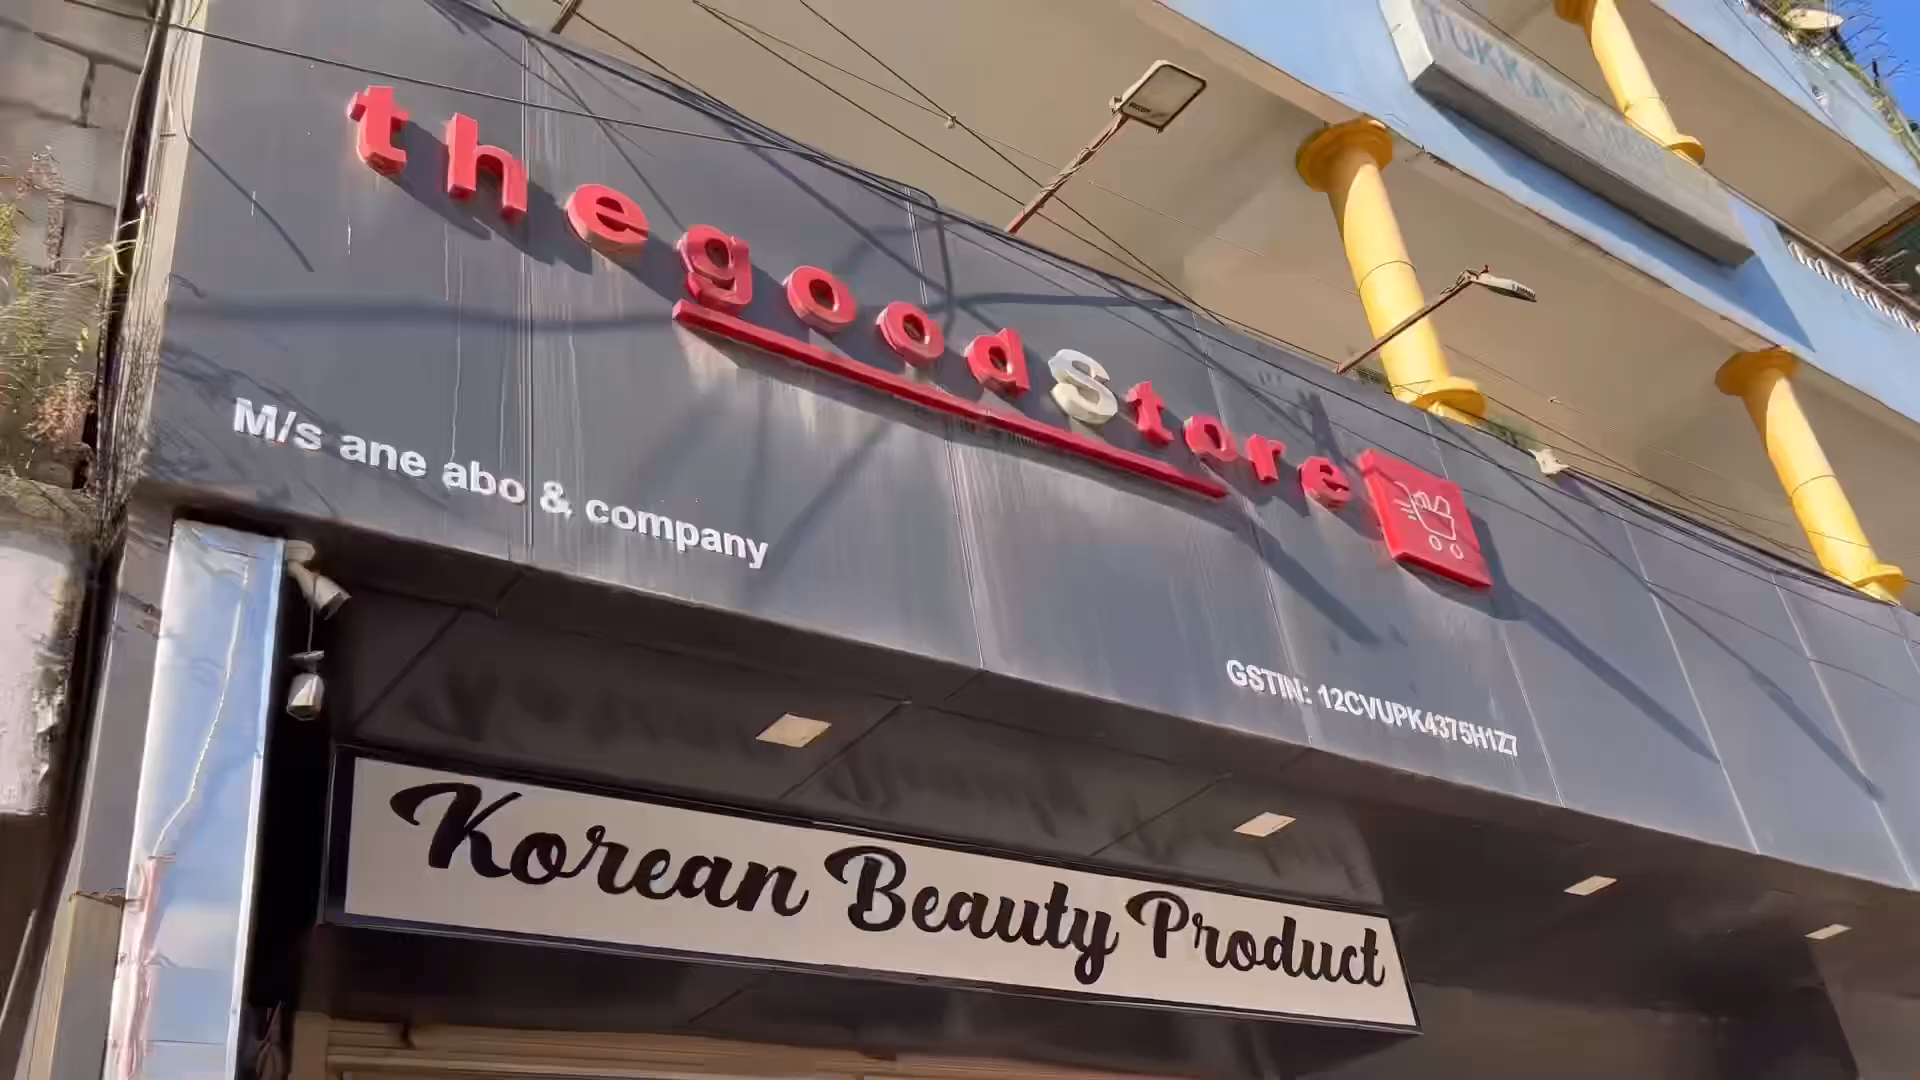 thegoodStore
M/s ane abo & company
GSTIN: 12CVUPK4375H1Z7
Korean Beauty Product